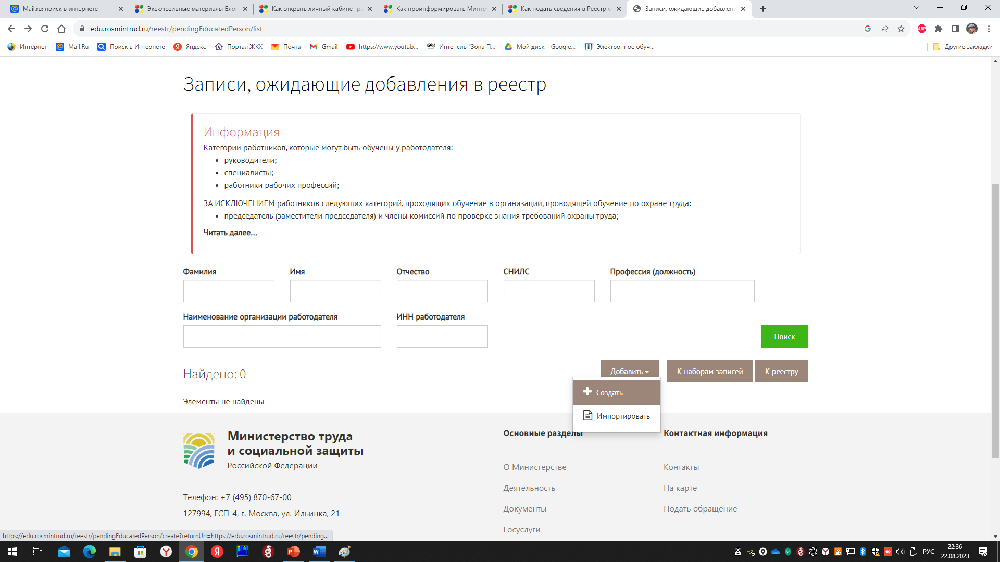 Mail.ru: поиск в интернете
Эксклюзивные материалы Блог
Как открыть личный кабинет ра
Как проинформировать Минтру
Как подать сведения в Реестр о
Записи, ожидающие добавлени
edu.rosmintrud.ru/reestr/pendingEducatedPerson/list
ABP
Интернет
Mail.Ru
Поиск в Интернете
Яндекс
Портал ЖКХ
Почта
Gmail
https://www.youtub...
Интенсив "Зона П...
Мой диск – Google...
Электронное обуч...
Другие закладки
Записи, ожидающие добавления в реестр
Информация
Категории работников, которые могут быть обучены у работодателя:
• руководители;
• специалисты;
• работники рабочих профессий;
ЗА ИСКЛЮЧЕНИЕМ работников следующих категорий, проходящих обучение в организации, проводящей обучение по охране труда:
• председатель (заместители председателя) и члены комиссий по проверке знания требований охраны труда;
Читать далее...
Фамилия
Имя
Отчество
СНИЛС
Профессия (должность)
Наименование организации работодателя
ИНН работодателя
Поиск
Найдено: 0
Добавить
К наборам записей
К реестру
Создать
Импортировать
Элементы не найдены
Министерство труда
и социальной защиты
Российской Федерации
Телефон: +7 (495) 870-67-00
127994, ГСП-4, г. Москва, ул. Ильинка, 21
Основные разделы
О Министерстве
Деятельность
Документы
Госуслуги
Контактная информация
Контакты
На карте
Подать обращение
https://edu.rosmintrud.ru/reestr/pendingEducatedPerson/create?returnUrl=https://edu.rosmintrud.ru/reestr/pending...
РУС
22:36
22.08.2023